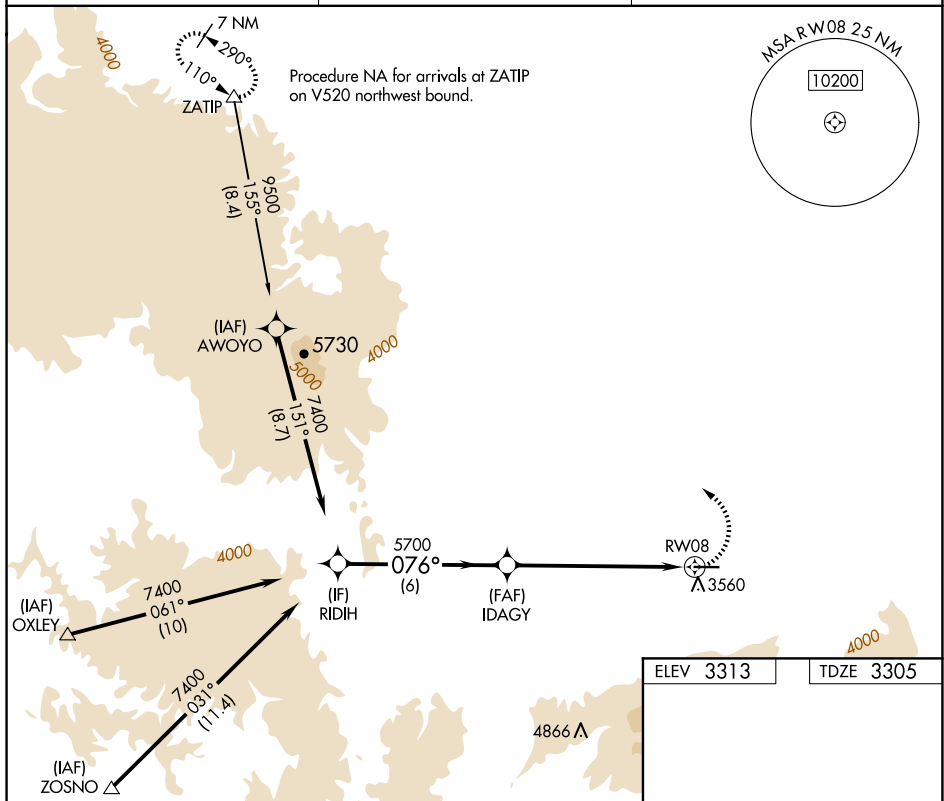 7 NM
290°
110°
ZATIP
4000
Procedure NA for arrivals at ZATIP
on V520 northwest bound.
MSA RW08 25 NM
10200
9500
155°
(8.4)
(IAF)
AWOYO
5730
5000
4000
7400
151°
(8.7)
4000
7400
061°
(10)
(IAF)
OXLEY
(IF)
RIDIH
5700
076°
(6)
(FAF)
IDAGY
RW08
3560
7400
031°
(11.4)
(IAF)
ZOSNO
4866
4000
ELEV 3313
TDZE 3305